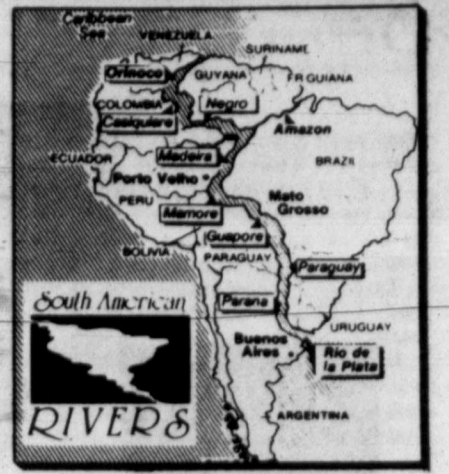 Caribbean
Sea
VENEZUELA
SURINAME
Orinoco
GUYANA
FR GUIANA
COLOMBIA
Negro
Casiquiare
Amazon
ECUADOR
Madeira
BRAZIL
Porto Velho
PERU
Mato
Grosso
Mamore
Guapore
BOLIVIA
PARAGUAY
Paraguay
South American
RIVERS
Parana
URUGUAY
Buenos
Aires
Rio de
la Plata
ARGENTINA